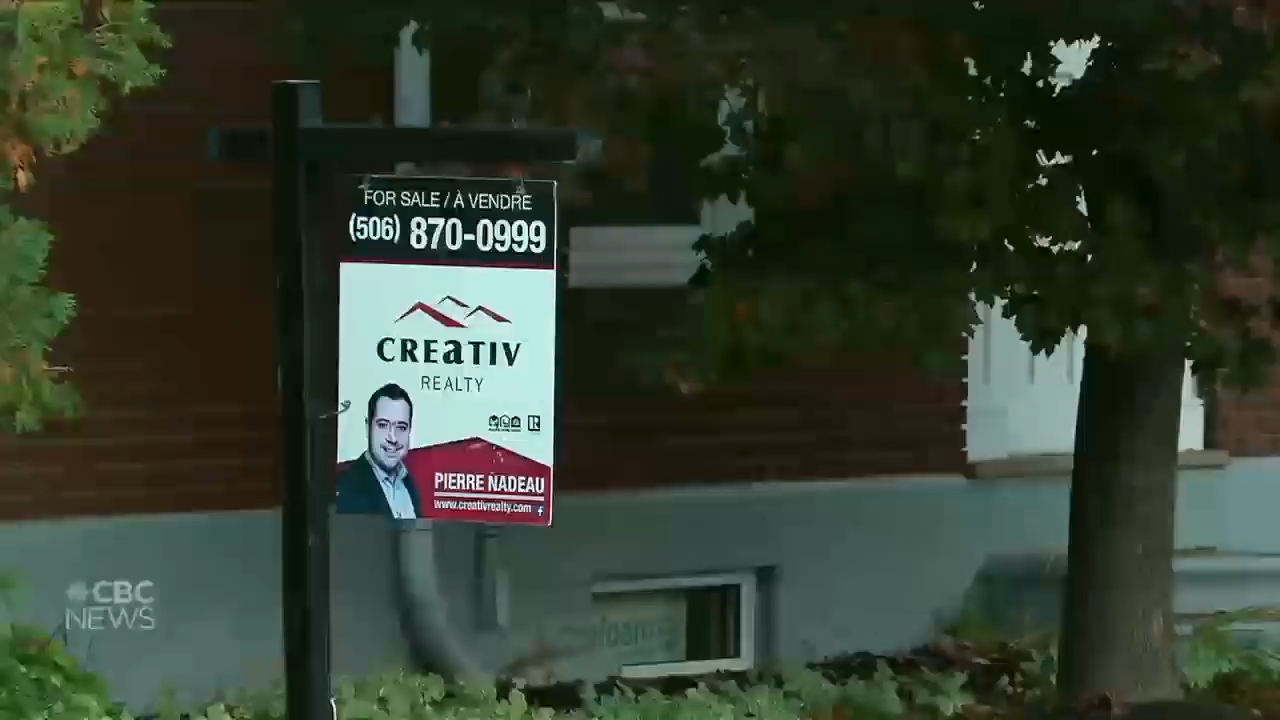 FOR SALE / À VENDRE
(506) 870-0999
CREaTIV
REALTY
PIERRE NADEAU
www.creativrealty.com f
CBC
NEWS